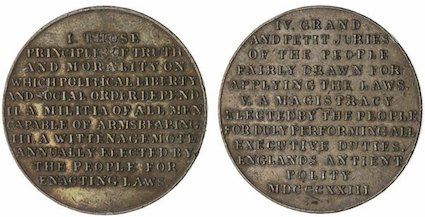 I. THOSE
PRINCIPLES OF TRUTH
AND MORALITY ON
WHICH POLITICAL LIBERTY
AND SOCIAL ORDER DEPEND
II. A MILITIA OF ALL MEN
CAPABLE OF ARMS BEARING
III. A WITTENAGEMOTE
ANNUALLY ELECTED BY
THE PEOPLE FOR
ENACTING LAWS
IV. GRAND
AND PETIT JURIES
OF THE PEOPLE
FAIRLY DRAWN FOR
APPLYING THE LAWS.
V. A MAGISTRACY
ELECTED BY THE PEOPLE
FOR DULY PERFORMING ALL
EXECUTIVE DUTIES.
ENGLANDS ANTIENT
POLITY.
MDCCCXXIII